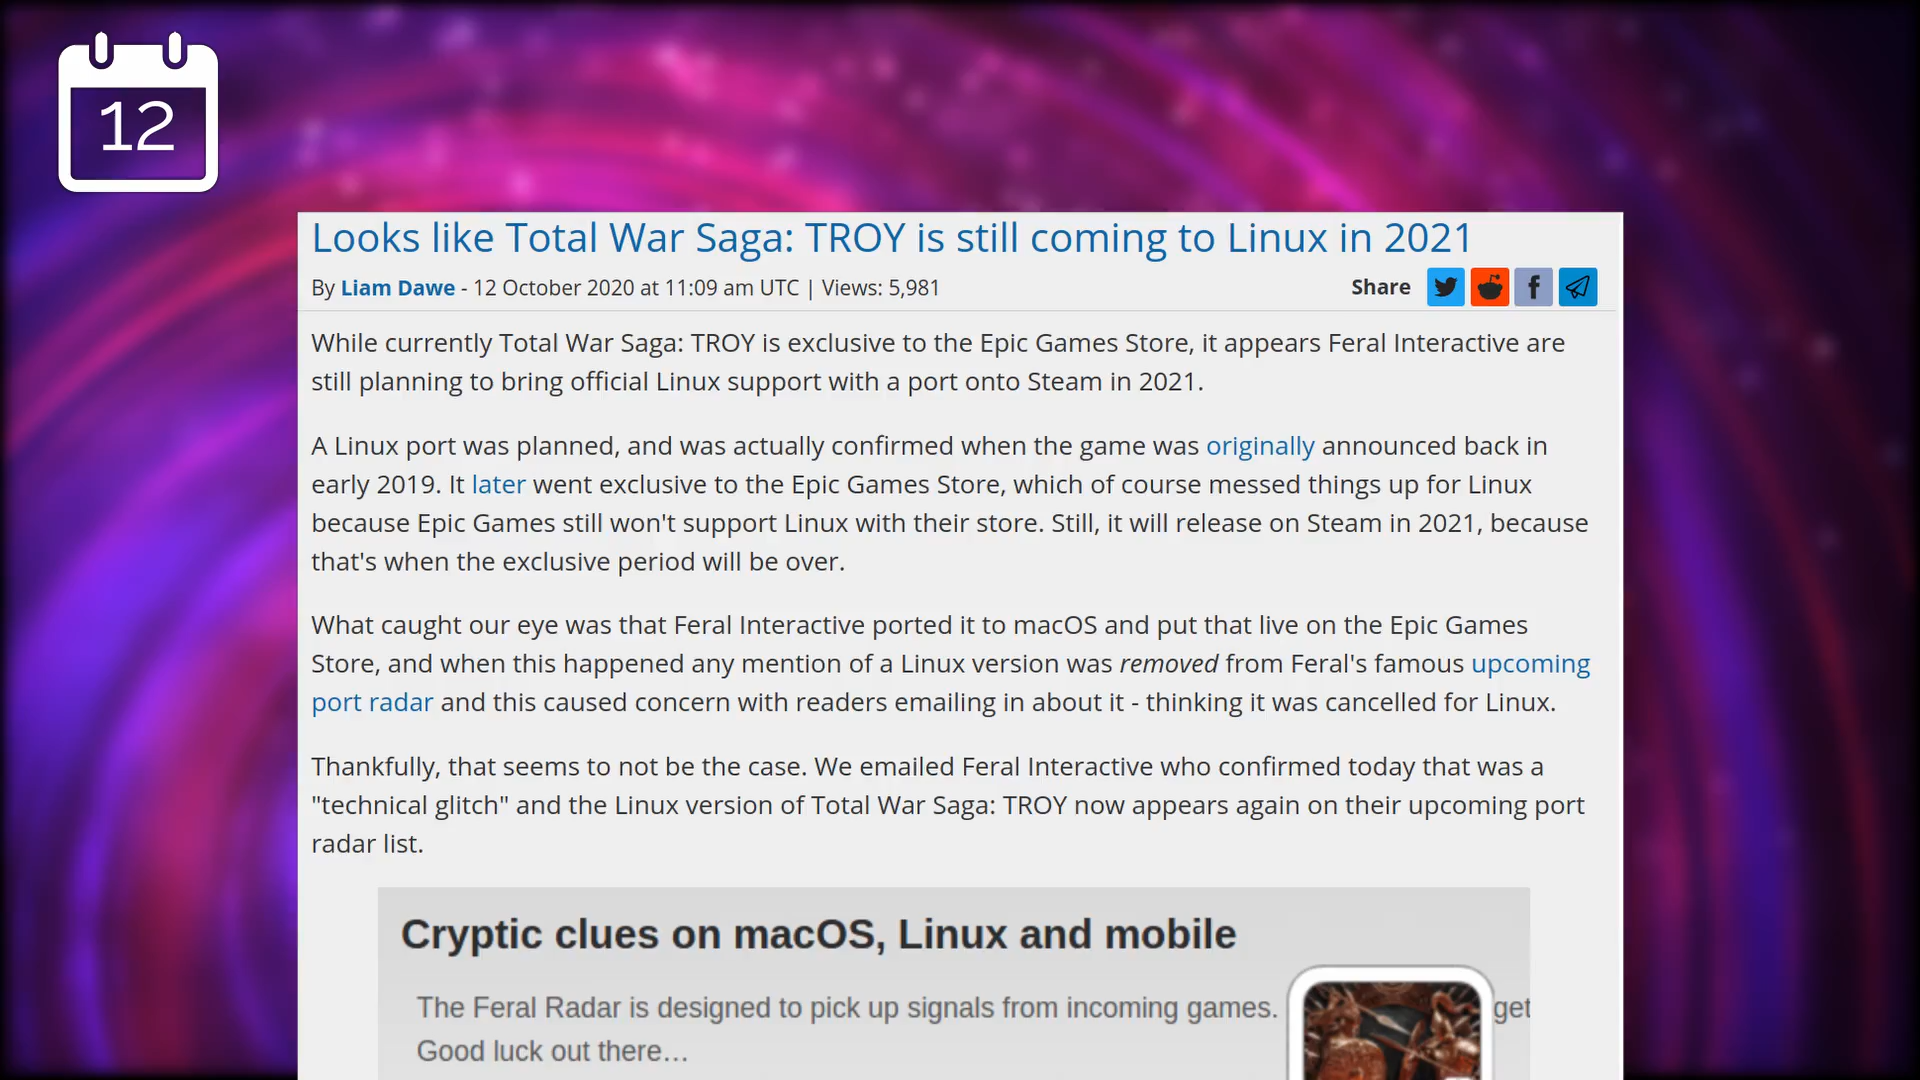 12
Looks like Total War Saga: TROY is still coming to Linux in 2021
By Liam Dawe - 12 October 2020 at 11:09 am UTC | Views: 5,981
Share
While currently Total War Saga: TROY is exclusive to the Epic Games Store, it appears Feral Interactive are
still planning to bring official Linux support with a port onto Steam in 2021.
A Linux port was planned, and was actually confirmed when the game was originally announced back in
early 2019. It later went exclusive to the Epic Games Store, which of course messed things up for Linux
because Epic Games still won't support Linux with their store. Still, it will release on Steam in 2021, because
that's when the exclusive period will be over.
What caught our eye was that Feral Interactive ported it to macOS and put that live on the Epic Games
Store, and when this happened any mention of a Linux version was removed from Feral's famous upcoming
port radar and this caused concern with readers emailing in about it - thinking it was cancelled for Linux.
Thankfully, that seems to not be the case. We emailed Feral Interactive who confirmed today that was a
"technical glitch" and the Linux version of Total War Saga: TROY now appears again on their upcoming port
radar list.
Cryptic clues on macOS, Linux and mobile
The Feral Radar is designed to pick up signals from incoming games. get
Good luck out there…